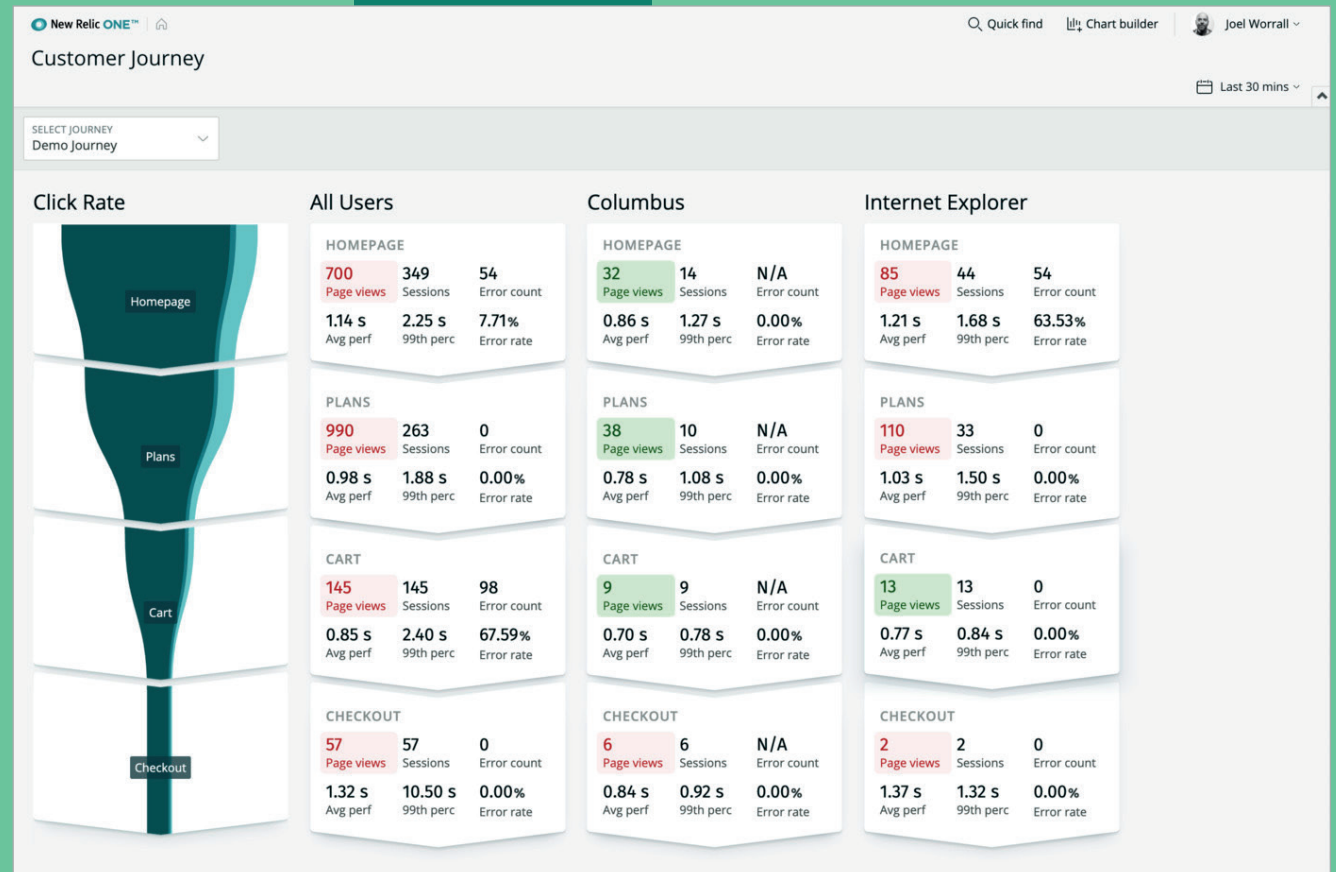 New Relic ONE™
Quick find
Chart builder
Joel Worrall
Customer Journey
Last 30 mins
SELECT JOURNEY
Demo Journey
Click Rate
Homepage
Plans
Cart
Checkout
All Users
HOMEPAGE
700 349 54
Page views Sessions Error count
1.14 s 2.25 s 7.71%
Avg perf 99th perc Error rate
PLANS
990 263 0
Page views Sessions Error count
0.98 s 1.88 s 0.00%
Avg perf 99th perc Error rate
CART
145 145 98
Page views Sessions Error count
0.85 s 2.40 s 67.59%
Avg perf 99th perc Error rate
CHECKOUT
57 57 0
Page views Sessions Error count
1.32 s 10.50 s 0.00%
Avg perf 99th perc Error rate
Columbus
HOMEPAGE
32 14 N/A
Page views Sessions Error count
0.86 s 1.27 s 0.00%
Avg perf 99th perc Error rate
PLANS
38 10 N/A
Page views Sessions Error count
0.78 s 1.08 s 0.00%
Avg perf 99th perc Error rate
CART
9 9 N/A
Page views Sessions Error count
0.70 s 0.78 s 0.00%
Avg perf 99th perc Error rate
CHECKOUT
6 6 N/A
Page views Sessions Error count
0.84 s 0.92 s 0.00%
Avg perf 99th perc Error rate
Internet Explorer
HOMEPAGE
85 44 54
Page views Sessions Error count
1.21 s 1.68 s 63.53%
Avg perf 99th perc Error rate
PLANS
110 33 0
Page views Sessions Error count
1.03 s 1.50 s 0.00%
Avg perf 99th perc Error rate
CART
13 13 0
Page views Sessions Error count
0.77 s 0.84 s 0.00%
Avg perf 99th perc Error rate
CHECKOUT
2 2 0
Page views Sessions Error count
1.37 s 1.32 s 0.00%
Avg perf 99th perc Error rate